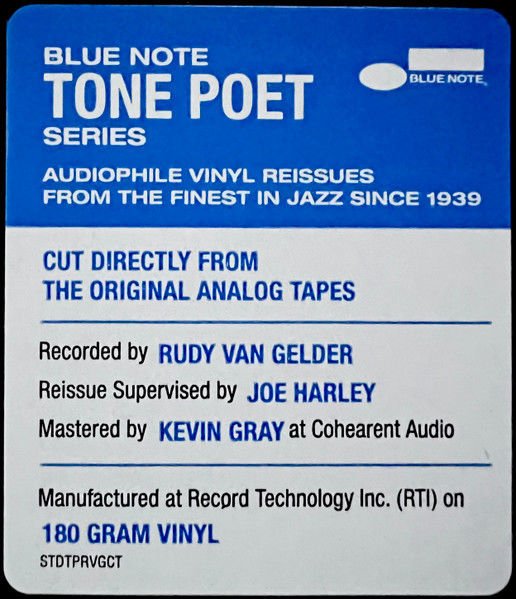 BLUE NOTE
TONE POET
SERIES
BLUE NOTE
AUDIOPHILE VINYL REISSUES
FROM THE FINEST IN JAZZ SINCE 1939
CUT DIRECTLY FROM
THE ORIGINAL ANALOG TAPES
Recorded by RUDY VAN GELDER
Reissue Supervised by JOE HARLEY
Mastered by KEVIN GRAY at Cohearent Audio
Manufactured at Record Technology Inc. (RTI) on
180 GRAM VINYL
STDTPRVGCT